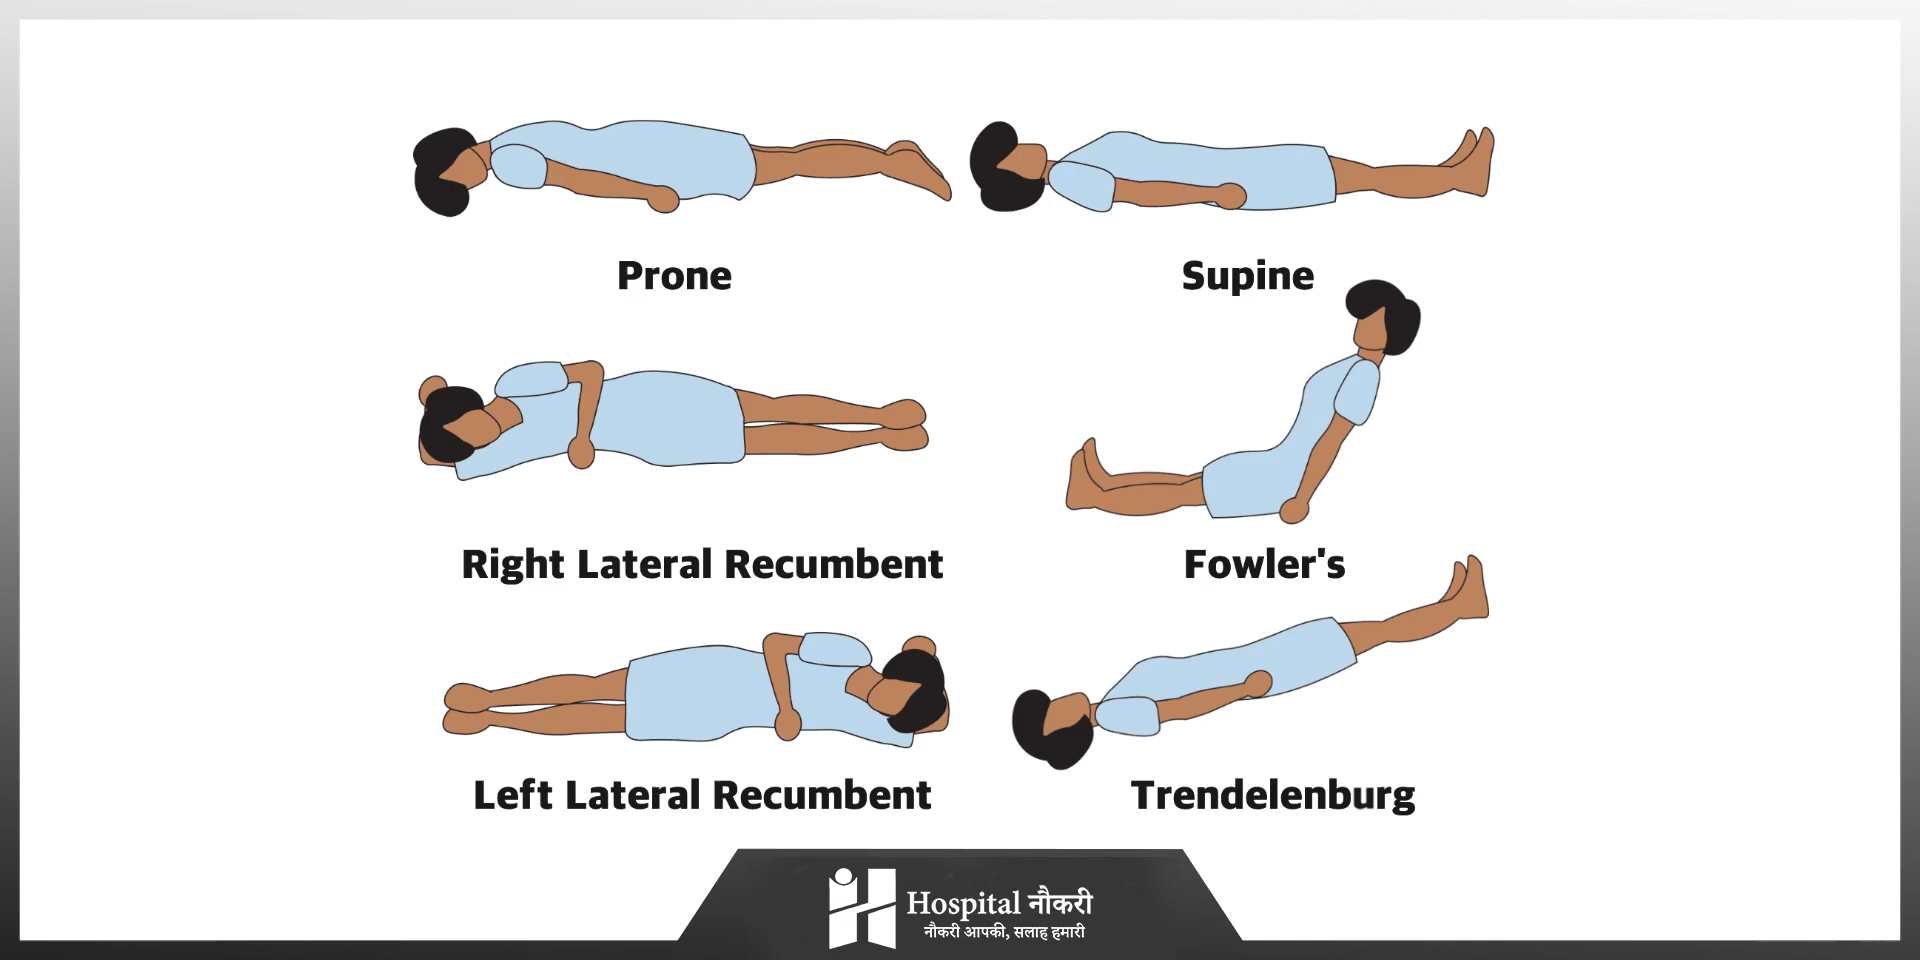 Prone
Supine
Right Lateral Recumbent
Fowler's
Left Lateral Recumbent
Trendelenburg
Hospital नौकरी
नौकरी आपकी, सलाह हमारी